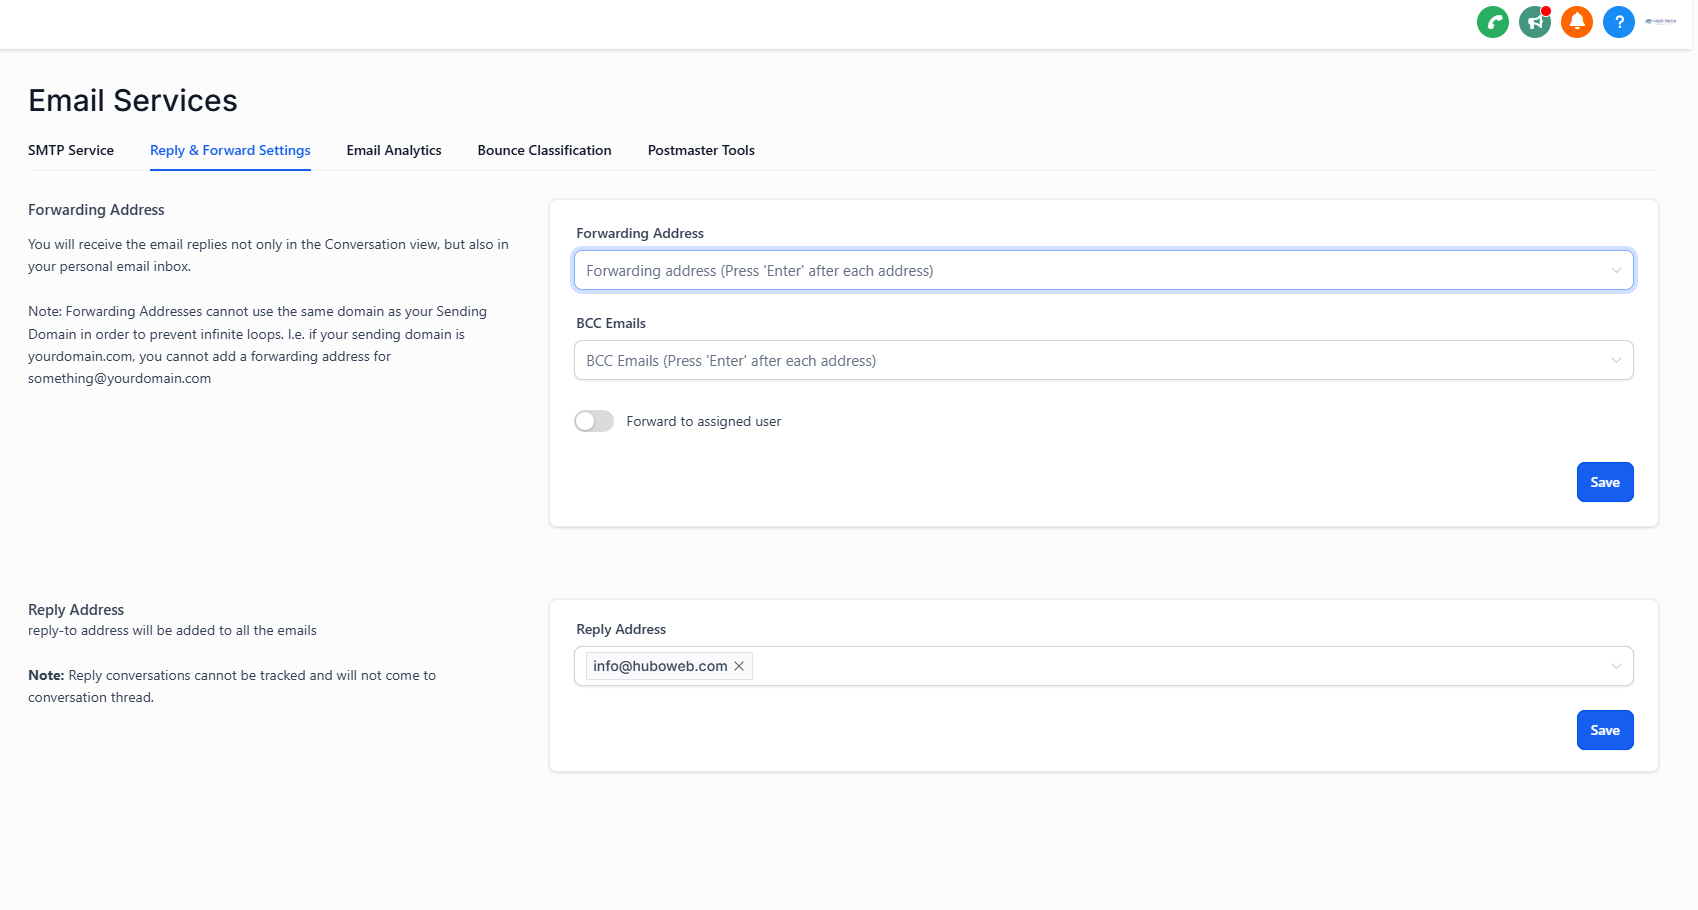 ?
Email Services
SMTP Service
Reply & Forward Settings
Email Analytics
Bounce Classification
Postmaster Tools
Forwarding Address
You will receive the email replies not only in the Conversation view, but also in
your personal email inbox.
Note: Forwarding Addresses cannot use the same domain as your Sending
Domain in order to prevent infinite loops. I.e. if your sending domain is
yourdomain.com, you cannot add a forwarding address for
something@yourdomain.com
Forwarding Address
Forwarding address (Press 'Enter' after each address)
BCC Emails
BCC Emails (Press 'Enter' after each address)
Forward to assigned user
Save
Reply Address
reply-to address will be added to all the emails
Note: Reply conversations cannot be tracked and will not come to
conversation thread.
Reply Address
info@huboweb.com
Save